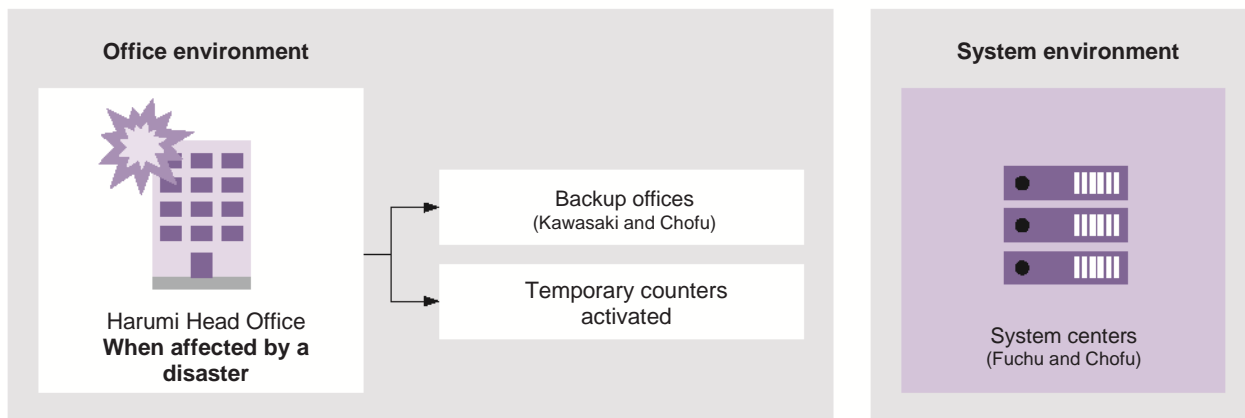 Office environment
Harumi Head Office
When affected by a
disaster
Backup offices
(Kawasaki and Chofu)
Temporary counters
activated
System environment
System centers
(Fuchu and Chofu)